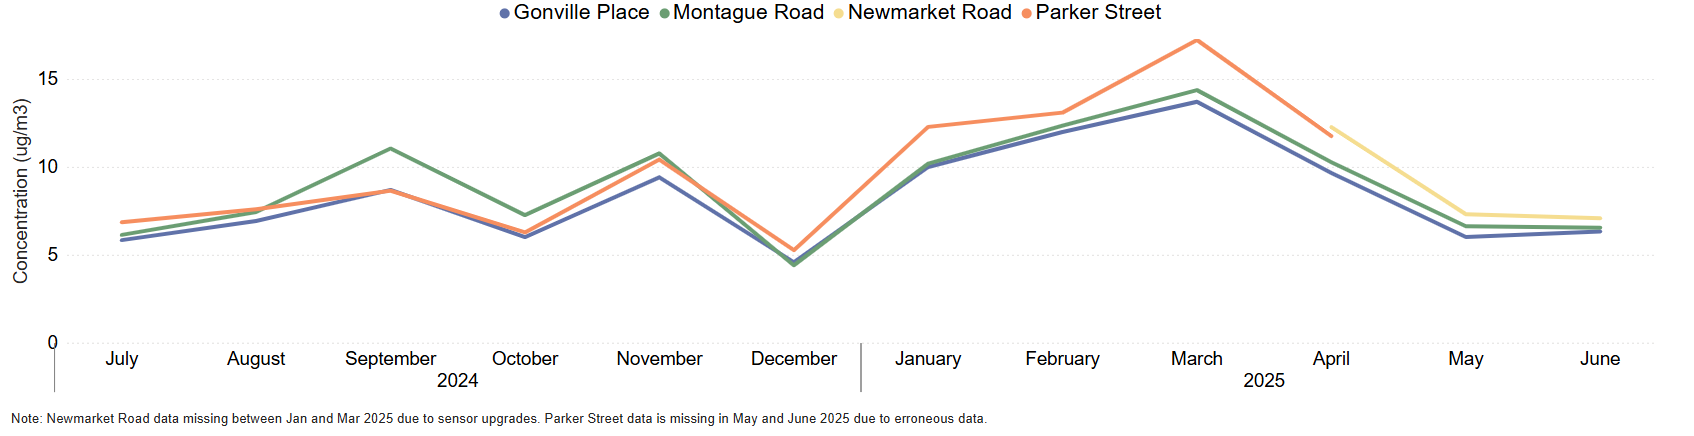 Gonville Place Montague Road Newmarket Road Parker Street
Concentration (ug/m3)
15
10
5
0
July August September October November December January February March April May June
2024 2025
Note: Newmarket Road data missing between Jan and Mar 2025 due to sensor upgrades. Parker Street data is missing in May and June 2025 due to erroneous data.